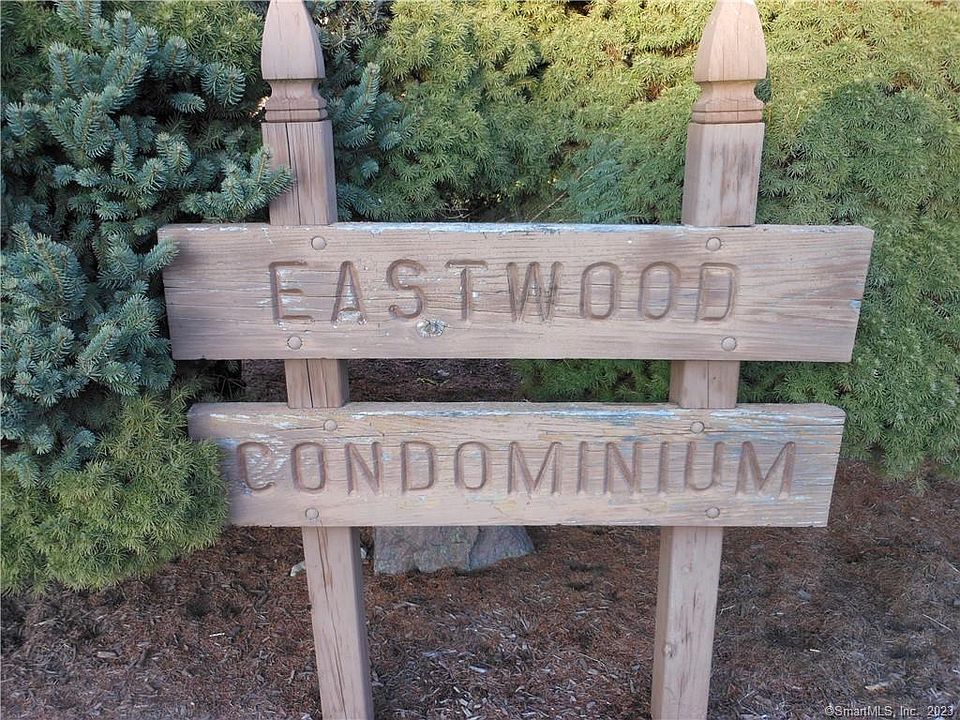 EASTWOOD
CONDOMINIUM
©SmartMLS, Inc. 2023